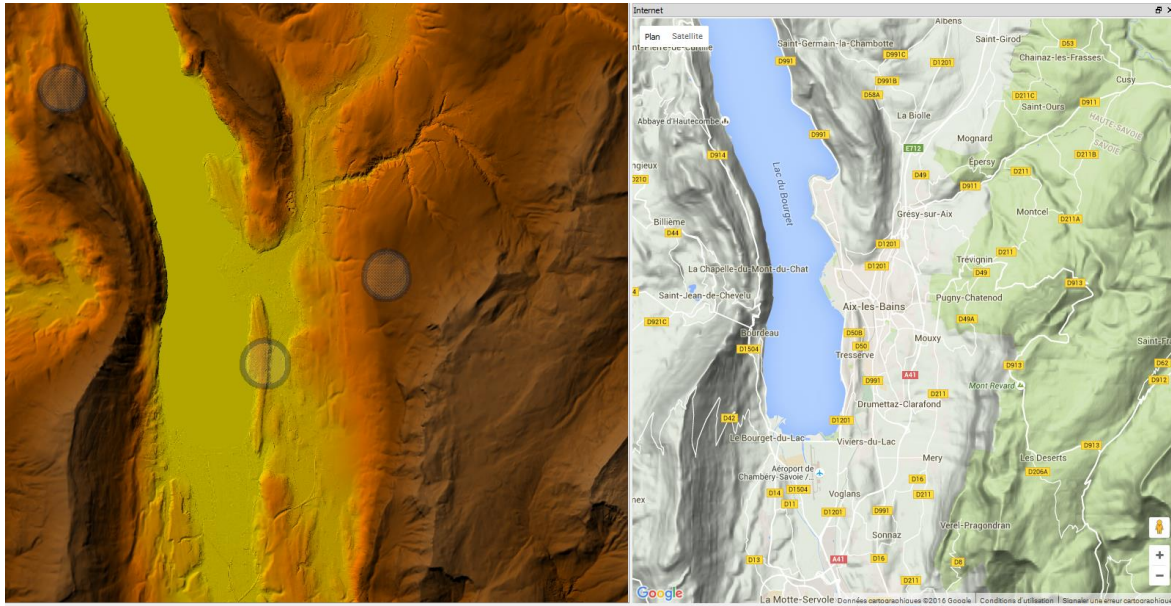 Internet
Plan Satellite
Albens
Saint-Germain-la-Chambotte
Saint-Girod
D991
D991C
D1201
D53
Chainaz-les-Frasses
D991B
Cusy
D58A
D211C
Saint-Ours
D911
Abbaye d'Hautecombe
La Biolle
HAUTE-SAVOIE
SAVOIE
D991
Mognard
D914
E712
Épersy
D211B
D211
D210
D49
D911
Lac du Bourget
Grésy-sur-Aix
Montcel
D211A
Billième
D44
D1201
D211
La Chapelle-du-Mont-du-Chat
D1201
Trévignin
D49
D913
Saint-Jean-de-Chevelu
Pugny-Chatenod
Aix-les-Bains
D921C
D49A
Bourdeau
D50B
Mouxy
D1504
D50
Tresserve
D913
D62
A41
D991
Mont Revard
D912
D211
Drumettaz-Clarafond
D42
D1201
Le Bourget-du-Lac
Viviers-du-Lac
D913
Mery
Les Deserts
Aéroport de
Chambéry-Savoie /...
D206A
D16
D14
D1504
D211
D11
Voglans
D1201
D991
Verel-Pragondran
Sonnaz
A41
D13
D16
D8
D211
Google
La Motte-Servole
Données cartographiques ©2016 Google
Conditions d'utilisation
Signaler une erreur cartographique